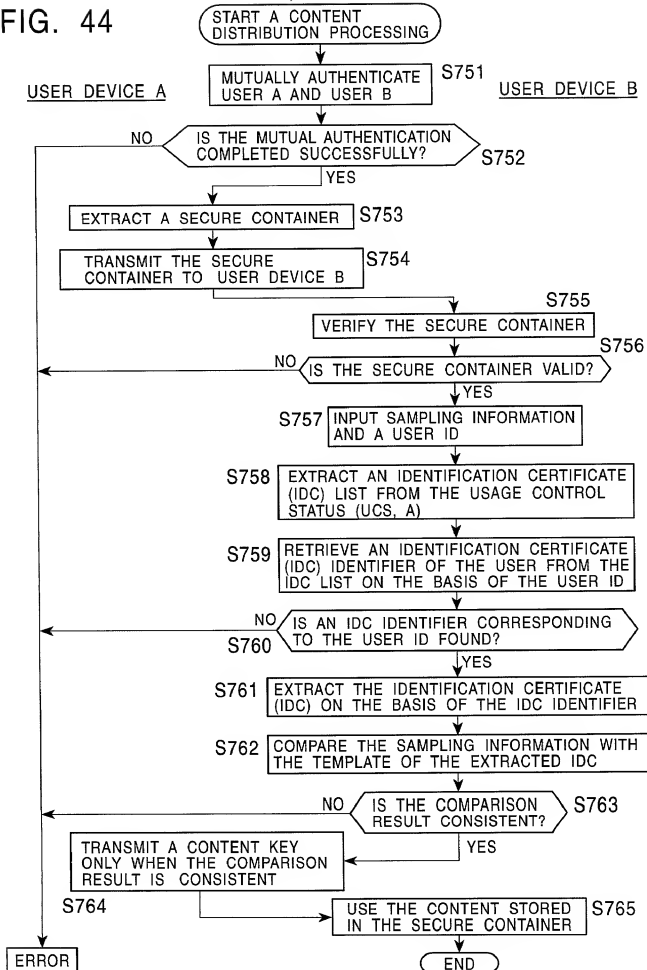 FIG. 44
START A CONTENT
DISTRIBUTION PROCESSING
USER DEVICE A
USER DEVICE B
MUTUALLY AUTHENTICATE
USER A AND USER B
S751
NO
IS THE MUTUAL AUTHENTICATION
COMPLETED SUCCESSFULLY?
S752
YES
EXTRACT A SECURE CONTAINER
S753
TRANSMIT THE SECURE
CONTAINER TO USER DEVICE B
S754
S755
VERIFY THE SECURE CONTAINER
S756
NO
IS THE SECURE CONTAINER VALID?
YES
S757
INPUT SAMPLING INFORMATION
AND A USER ID
S758
EXTRACT AN IDENTIFICATION CERTIFICATE
(IDC) LIST FROM THE USAGE CONTROL
STATUS (UCS, A)
S759
RETRIEVE AN IDENTIFICATION CERTIFICATE
(IDC) IDENTIFIER OF THE USER FROM THE
IDC LIST ON THE BASIS OF THE USER ID
NO
S760
IS AN IDC IDENTIFIER CORRESPONDING
TO THE USER ID FOUND?
YES
S761
EXTRACT THE IDENTIFICATION CERTIFICATE
(IDC) ON THE BASIS OF THE IDC IDENTIFIER
S762
COMPARE THE SAMPLING INFORMATION WITH
THE TEMPLATE OF THE EXTRACTED IDC
NO
IS THE COMPARISON
RESULT CONSISTENT?
S763
YES
TRANSMIT A CONTENT KEY
ONLY WHEN THE COMPARISON
RESULT IS CONSISTENT
S764
USE THE CONTENT STORED
IN THE SECURE CONTAINER
S765
ERROR
END